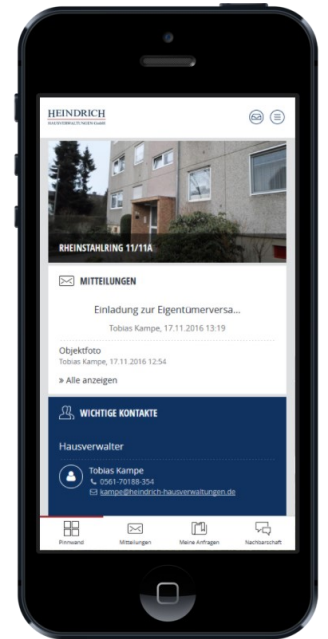 HEINDRICH
HAUSVERWALTUNGEN GmbH
RHEINSTAHLRING 11/11A
MITTEILUNGEN
Einladung zur Eigentümerversa...
Tobias Kampe, 17.11.2016 13:19
Objektfoto
Tobias Kampe, 17.11.2016 12:54
» Alle anzeigen
WICHTIGE KONTAKTE
Hausverwalter
Tobias Kampe
0561-70188-354
kampe@heindrich-hausverwaltungen.de
Pinnwand Mitteilungen Meine Anfragen Nachbarschaft